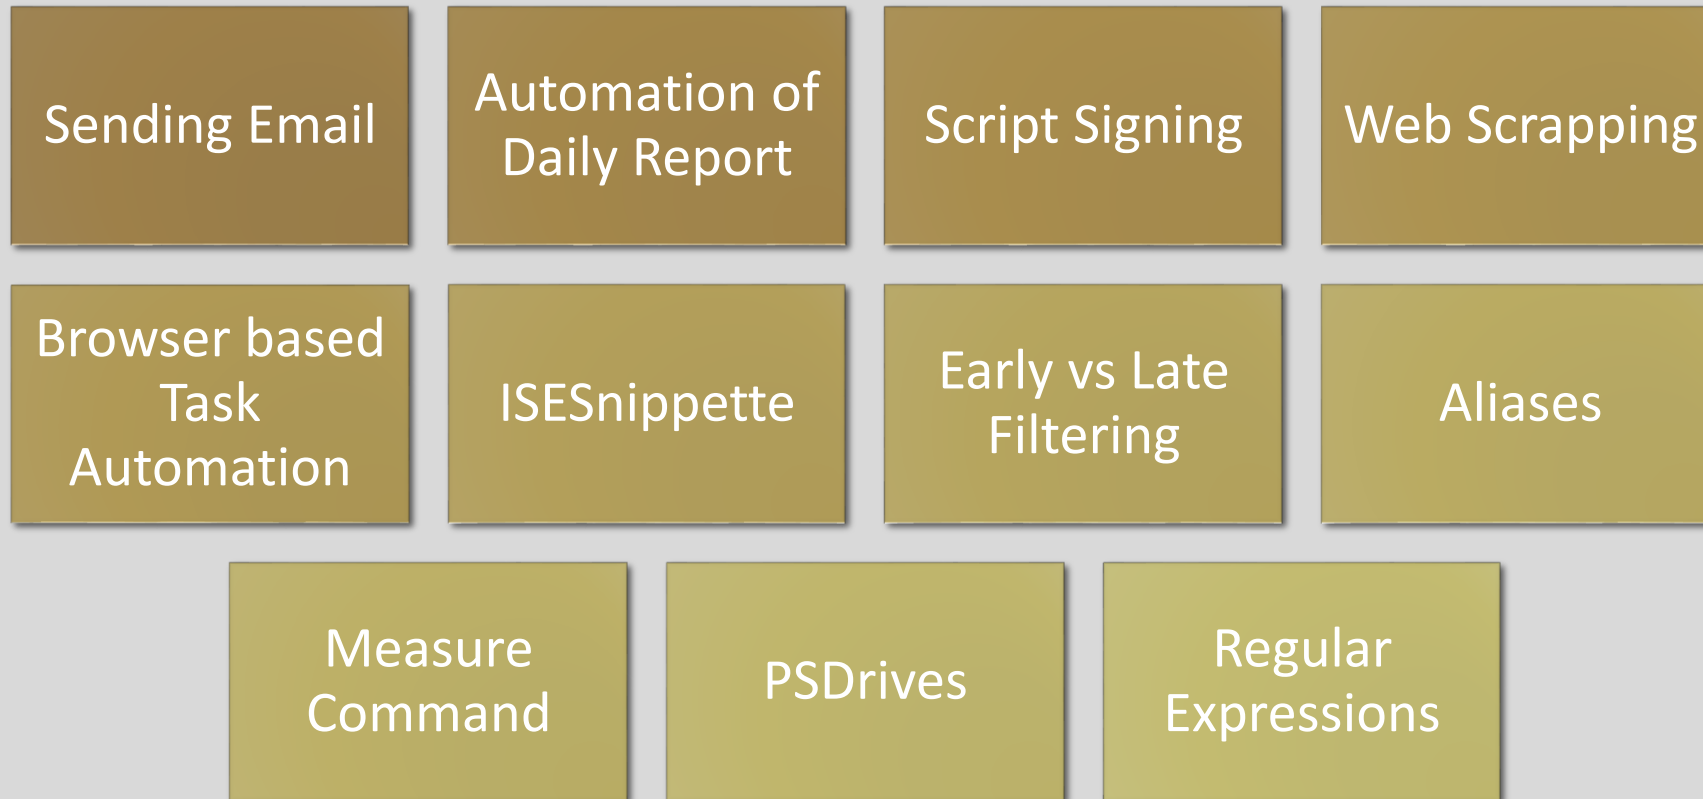 Sending Email
Automation of
Daily Report
Script Signing
Web Scrapping
Browser based
Task
Automation
ISESnippette
Early vs Late
Filtering
Aliases
Measure
Command
PSDrives
Regular
Expressions